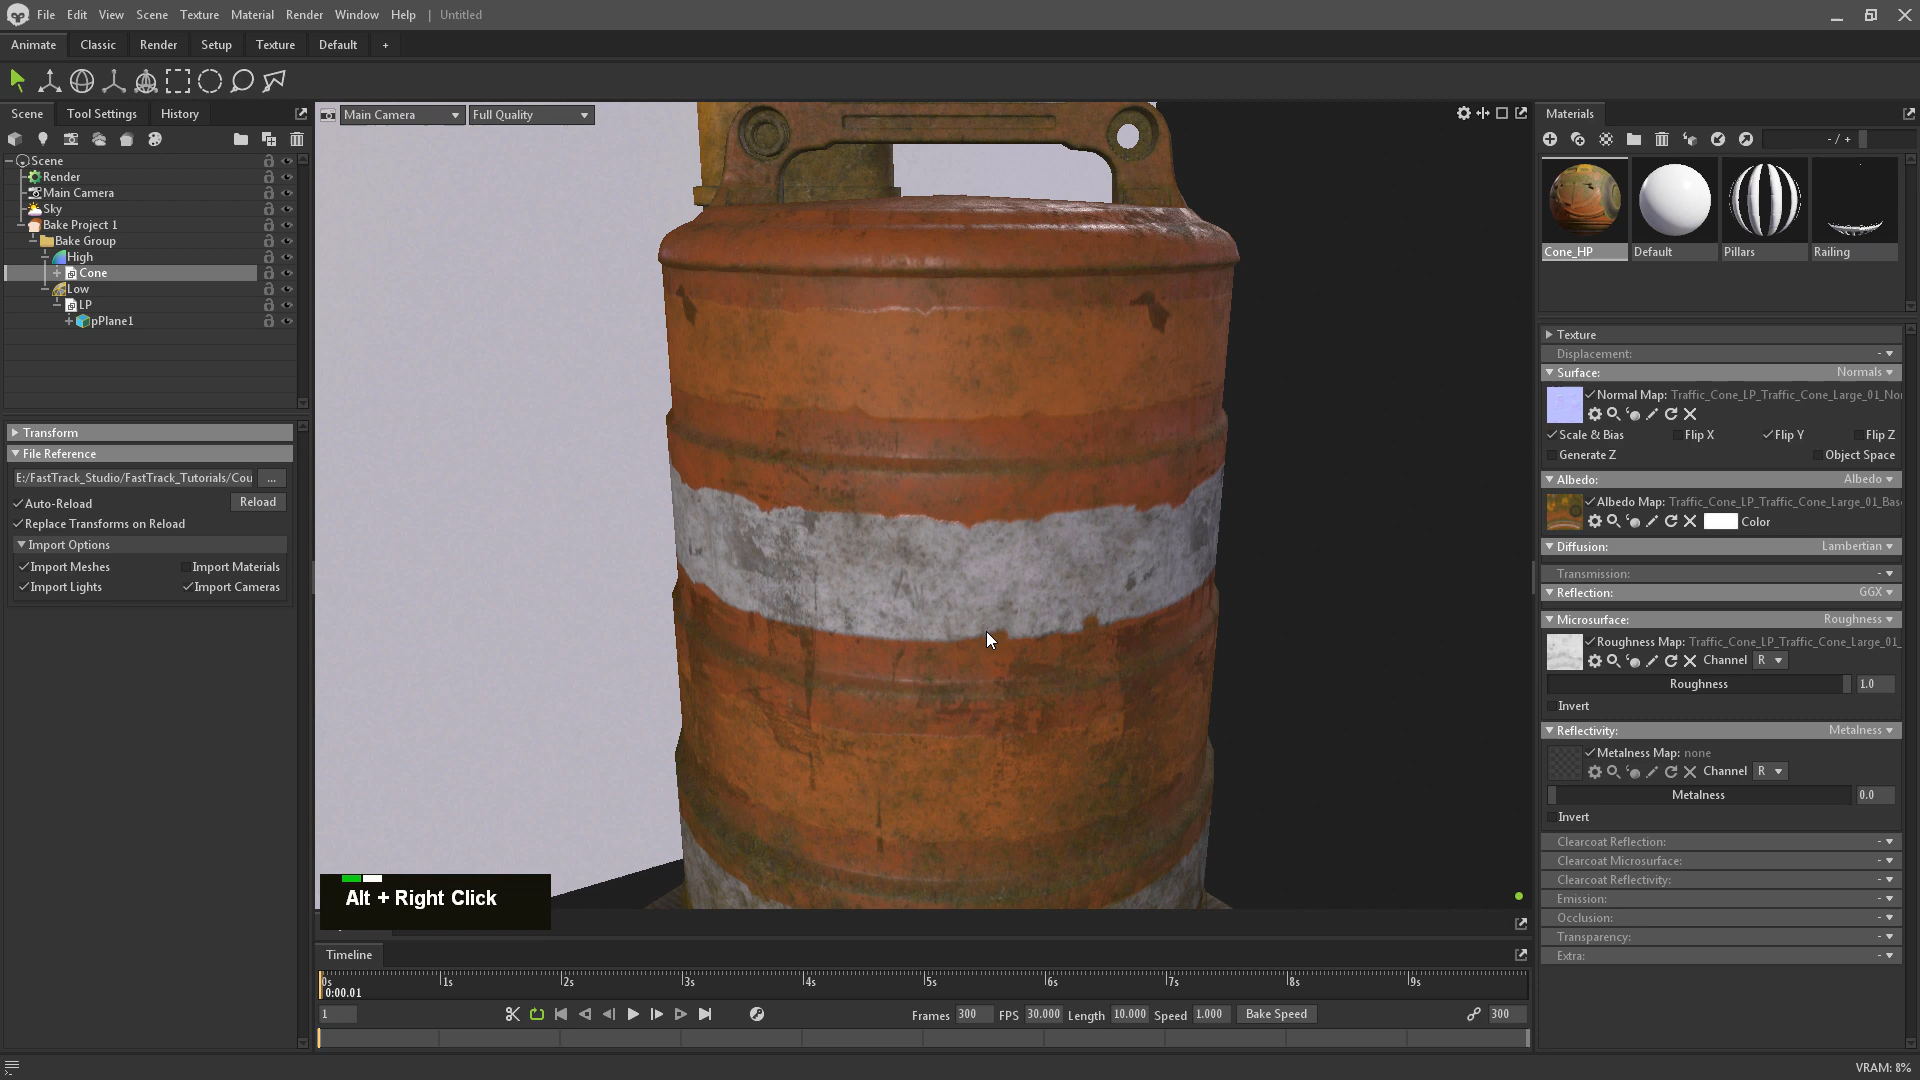 File Edit View Scene Texture Material Render Window Help | Untitled
Animate Classic Render Setup Texture Default +
Scene Tool Settings History
Main Camera Full Quality
Materials
- / +
Scene
Render
Main Camera
Sky
Bake Project 1
Bake Group
High
Cone
Low
LP
pPlane1
Cone_HP Default Pillars Railing
Transform
File Reference
E:/FastTrack_Studio/FastTrack_Tutorials/Cou ...
Auto-Reload Reload
Replace Transforms on Reload
Import Options
Import Meshes Import Materials
Import Lights Import Cameras
Texture
Displacement: -
Surface: Normals
Normal Map: Traffic_Cone_LP_Traffic_Cone_Large_01_No
Scale & Bias Flip X Flip Y Flip Z
Generate Z Object Space
Albedo: Albedo
Albedo Map: Traffic_Cone_LP_Traffic_Cone_Large_01_Bas
Color
Diffusion: Lambertian
Transmission: -
Reflection: GGX
Microsurface: Roughness
Roughness Map: Traffic_Cone_LP_Traffic_Cone_Large_01_
Channel R
Roughness 1.0
Invert
Reflectivity: Metalness
Metalness Map: none
Channel R
Metalness 0.0
Invert
Clearcoat Reflection: -
Clearcoat Microsurface: -
Clearcoat Reflectivity: -
Emission: -
Occlusion: -
Transparency: -
Extra: -
Alt + Right Click
Timeline
0s 1s 2s 3s 4s 5s 6s 7s 8s 9s
0:00.01
1 Frames 300 FPS 30.000 Length 10.000 Speed 1.000 Bake Speed 300
VRAM: 8%